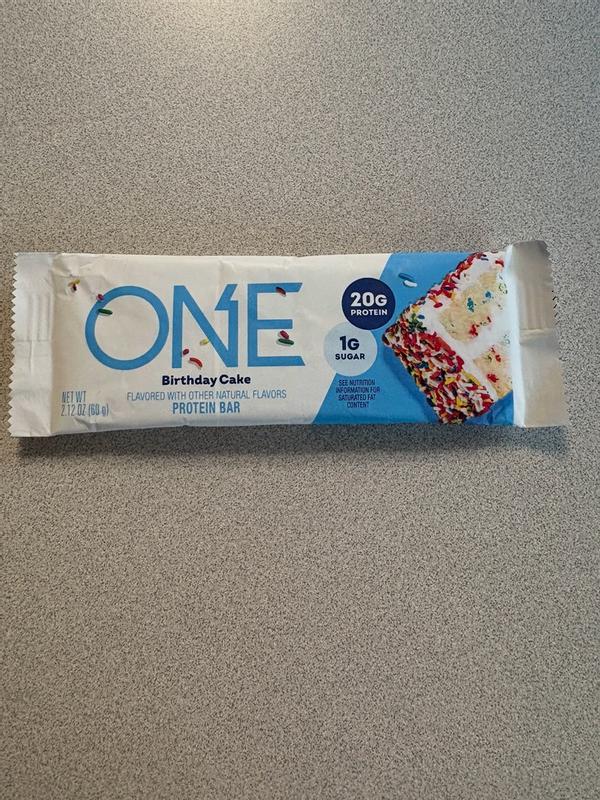 ONE
Birthday Cake
FLAVORED WITH OTHER NATURAL FLAVORS
PROTEIN BAR
NET WT
2.12 OZ (60 g)
20G
PROTEIN
1G
SUGAR
SEE NUTRITION
INFORMATION FOR
SATURATED FAT
CONTENT